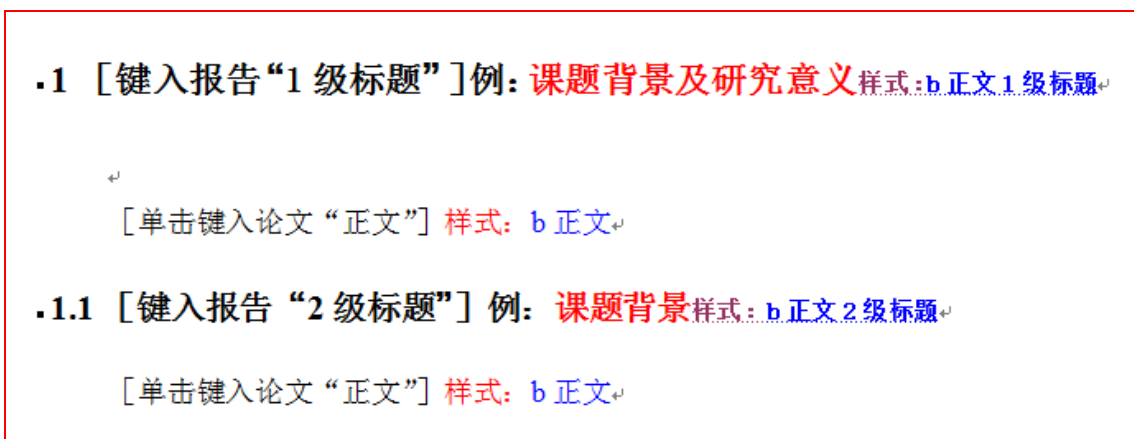 1 [键入报告“1 级标题”]例：课题背景及研究意义样式：b 正文 1 级标题
[单击键入论文“正文”] 样式：b 正文
1.1 [键入报告“2 级标题”] 例：课题背景样式：b 正文 2 级标题
[单击键入论文“正文”] 样式：b 正文